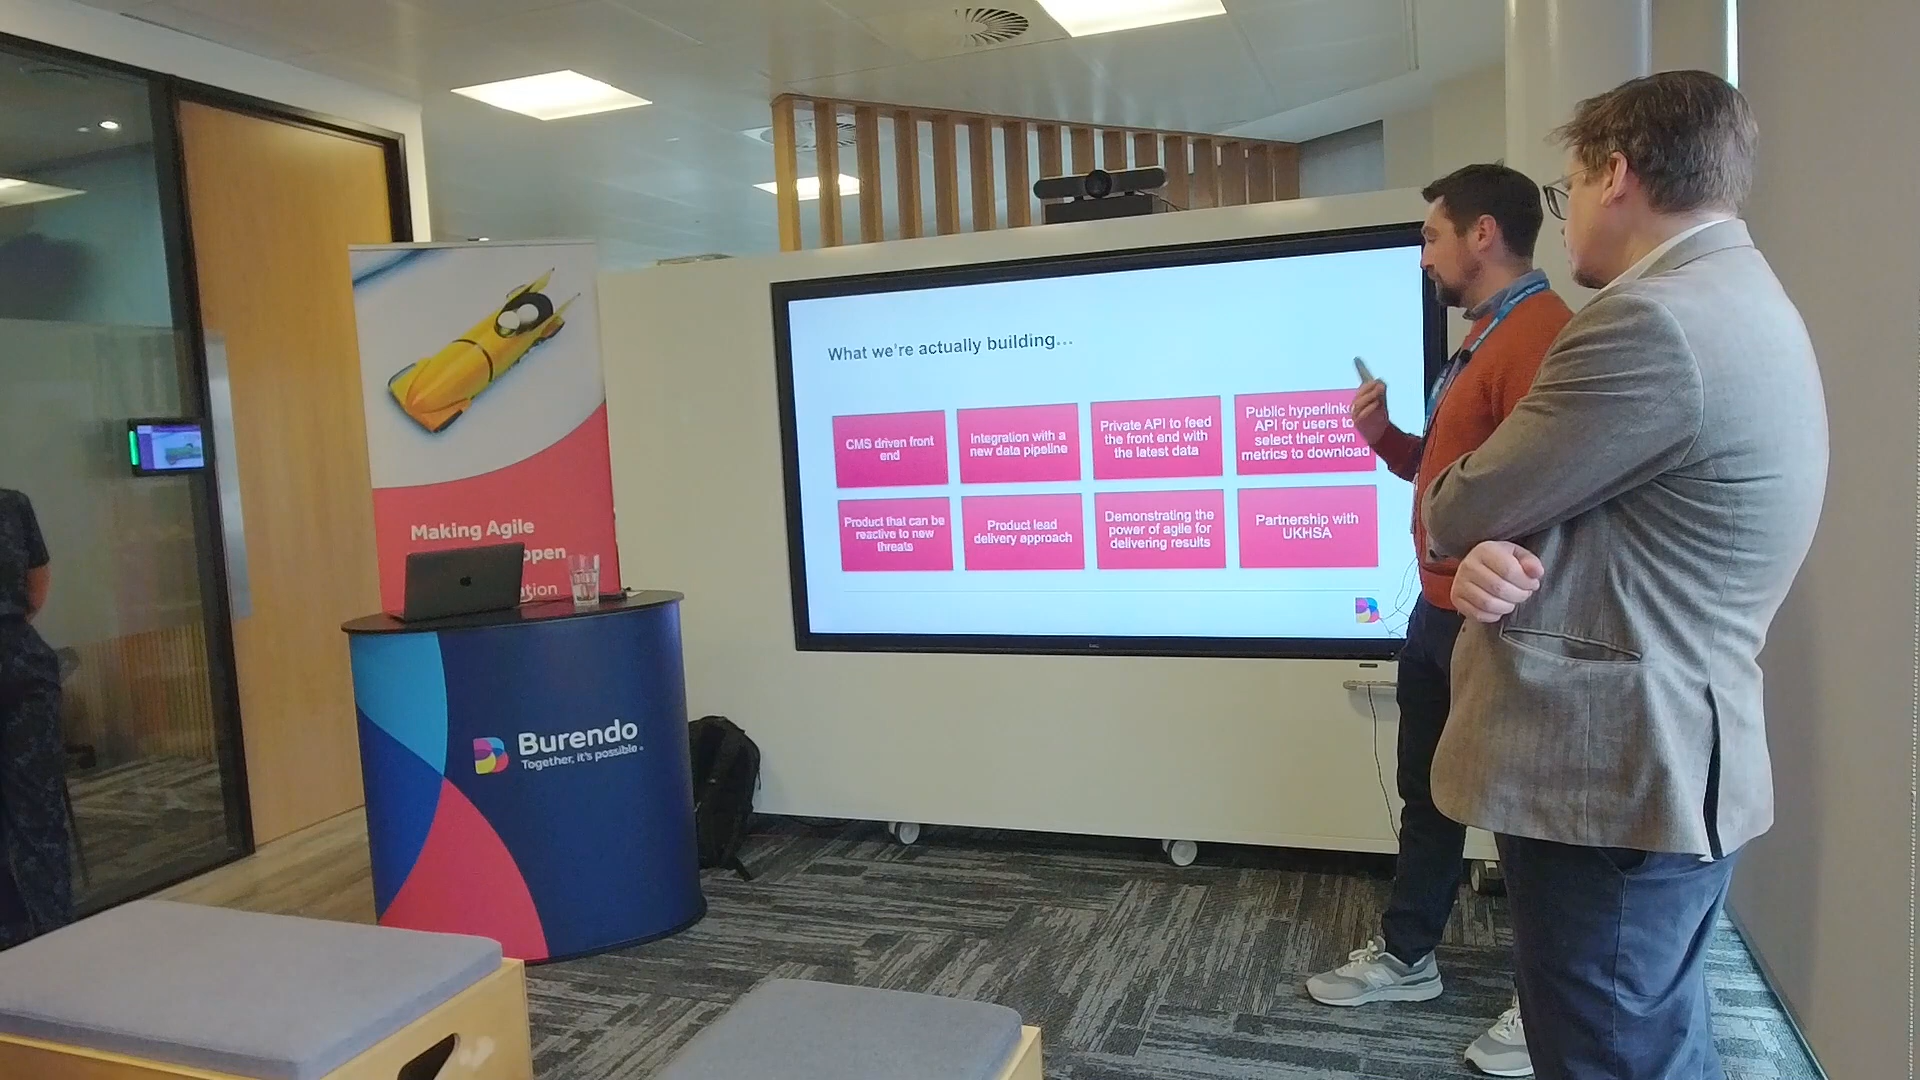 What we're actually building...
CMS driven front
end
Integration with a
new data pipeline
Private API to feed
the front end with
the latest data
Public hyperlink
API for users to
select their own
metrics to download
Product that can be
reactive to new
threats
Product lead
delivery approach
Demonstrating the
power of agile for
delivering results
Partnership with
UKHSA
Making Agile
open
ation
Burendo
Together, it's possible.